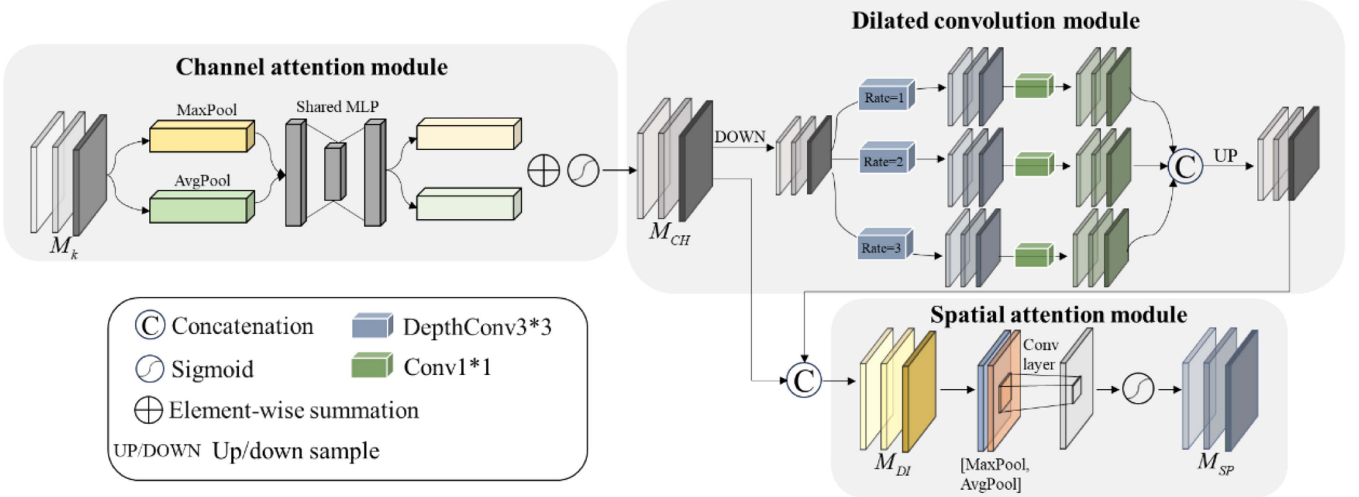 Channel attention module
MaxPool
Shared MLP
AvgPool
M_k
Dilated convolution module
M_CH
DOWN
Rate=1
Rate=2
Rate=3
C
UP
C Concatenation
DepthConv3*3
Sigmoid
Conv1*1
Element-wise summation
UP/DOWN Up/down sample
Spatial attention module
C
M_DI
[MaxPool,
AvgPool]
Conv
layer
M_SP